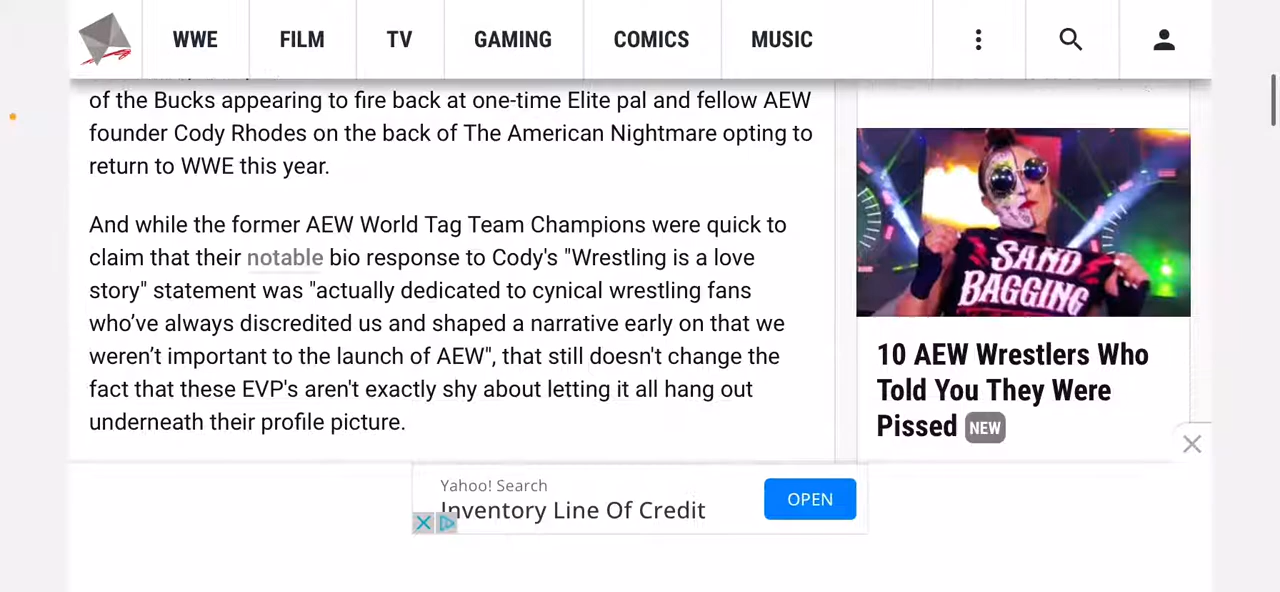 WWE FILM TV GAMING COMICS MUSIC
of the Bucks appearing to fire back at one-time Elite pal and fellow AEW
founder Cody Rhodes on the back of The American Nightmare opting to
return to WWE this year.
And while the former AEW World Tag Team Champions were quick to
claim that their notable bio response to Cody's "Wrestling is a love
story" statement was "actually dedicated to cynical wrestling fans
who’ve always discredited us and shaped a narrative early on that we
weren’t important to the launch of AEW", that still doesn't change the
fact that these EVP's aren't exactly shy about letting it all hang out
underneath their profile picture.
SAND
BAGGING
10 AEW Wrestlers Who
Told You They Were
Pissed NEW
Yahoo! Search
Inventory Line Of Credit
OPEN